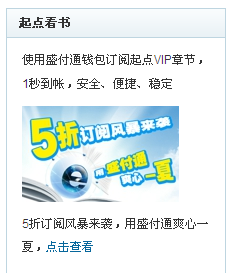 起点看书
使用盛付通钱包订阅起点VIP章节，
1秒到帐，安全、便捷、稳定
5折订阅风暴来袭
用盛付通
爽心一夏
5折订阅风暴来袭，用盛付通爽心一
夏，点击查看